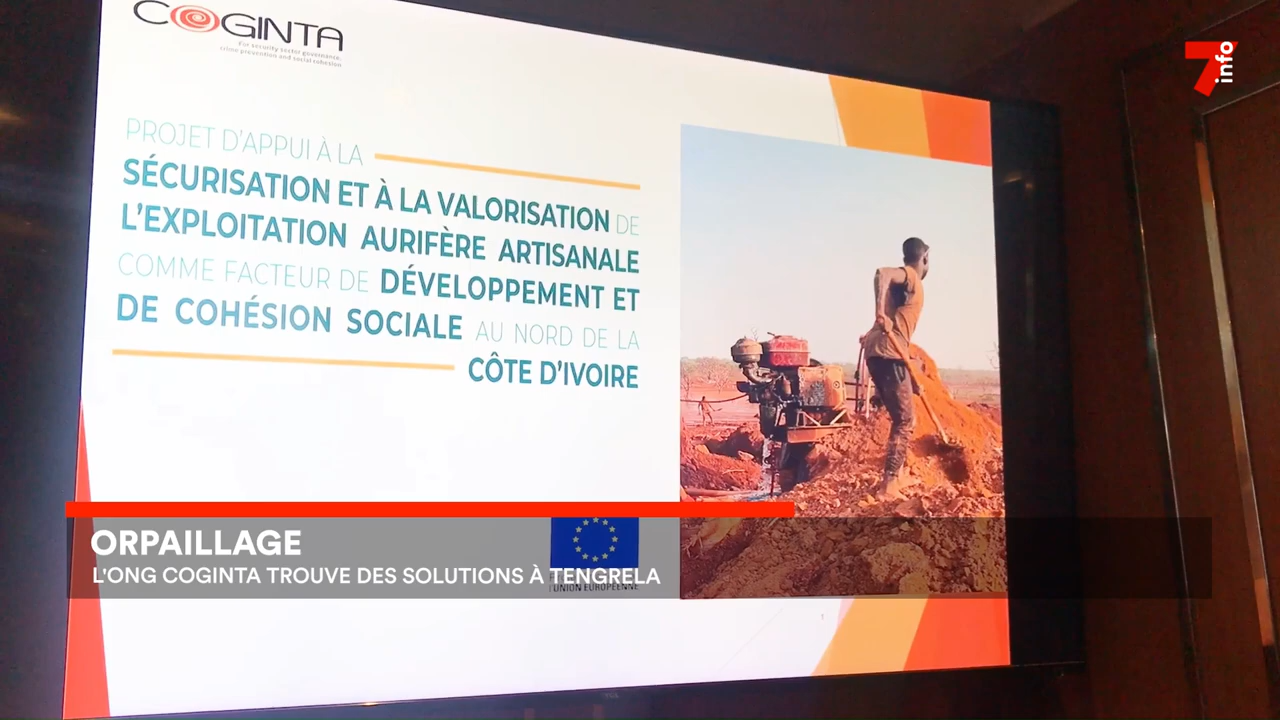 COGINTA
For security sector governance,
crime prevention and social cohesion
7info
PROJET D'APPUI À LA
SÉCURISATION ET À LA VALORISATION DE
L'EXPLOITATION AURIFÈRE ARTISANALE
COMME FACTEUR DE DÉVELOPPEMENT ET
DE COHÉSION SOCIALE AU NORD DE LA
CÔTE D'IVOIRE
ORPAILLAGE
L'ONG COGINTA TROUVE DES SOLUTIONS À TENGRELA
L'UNION EUROPÉENNE